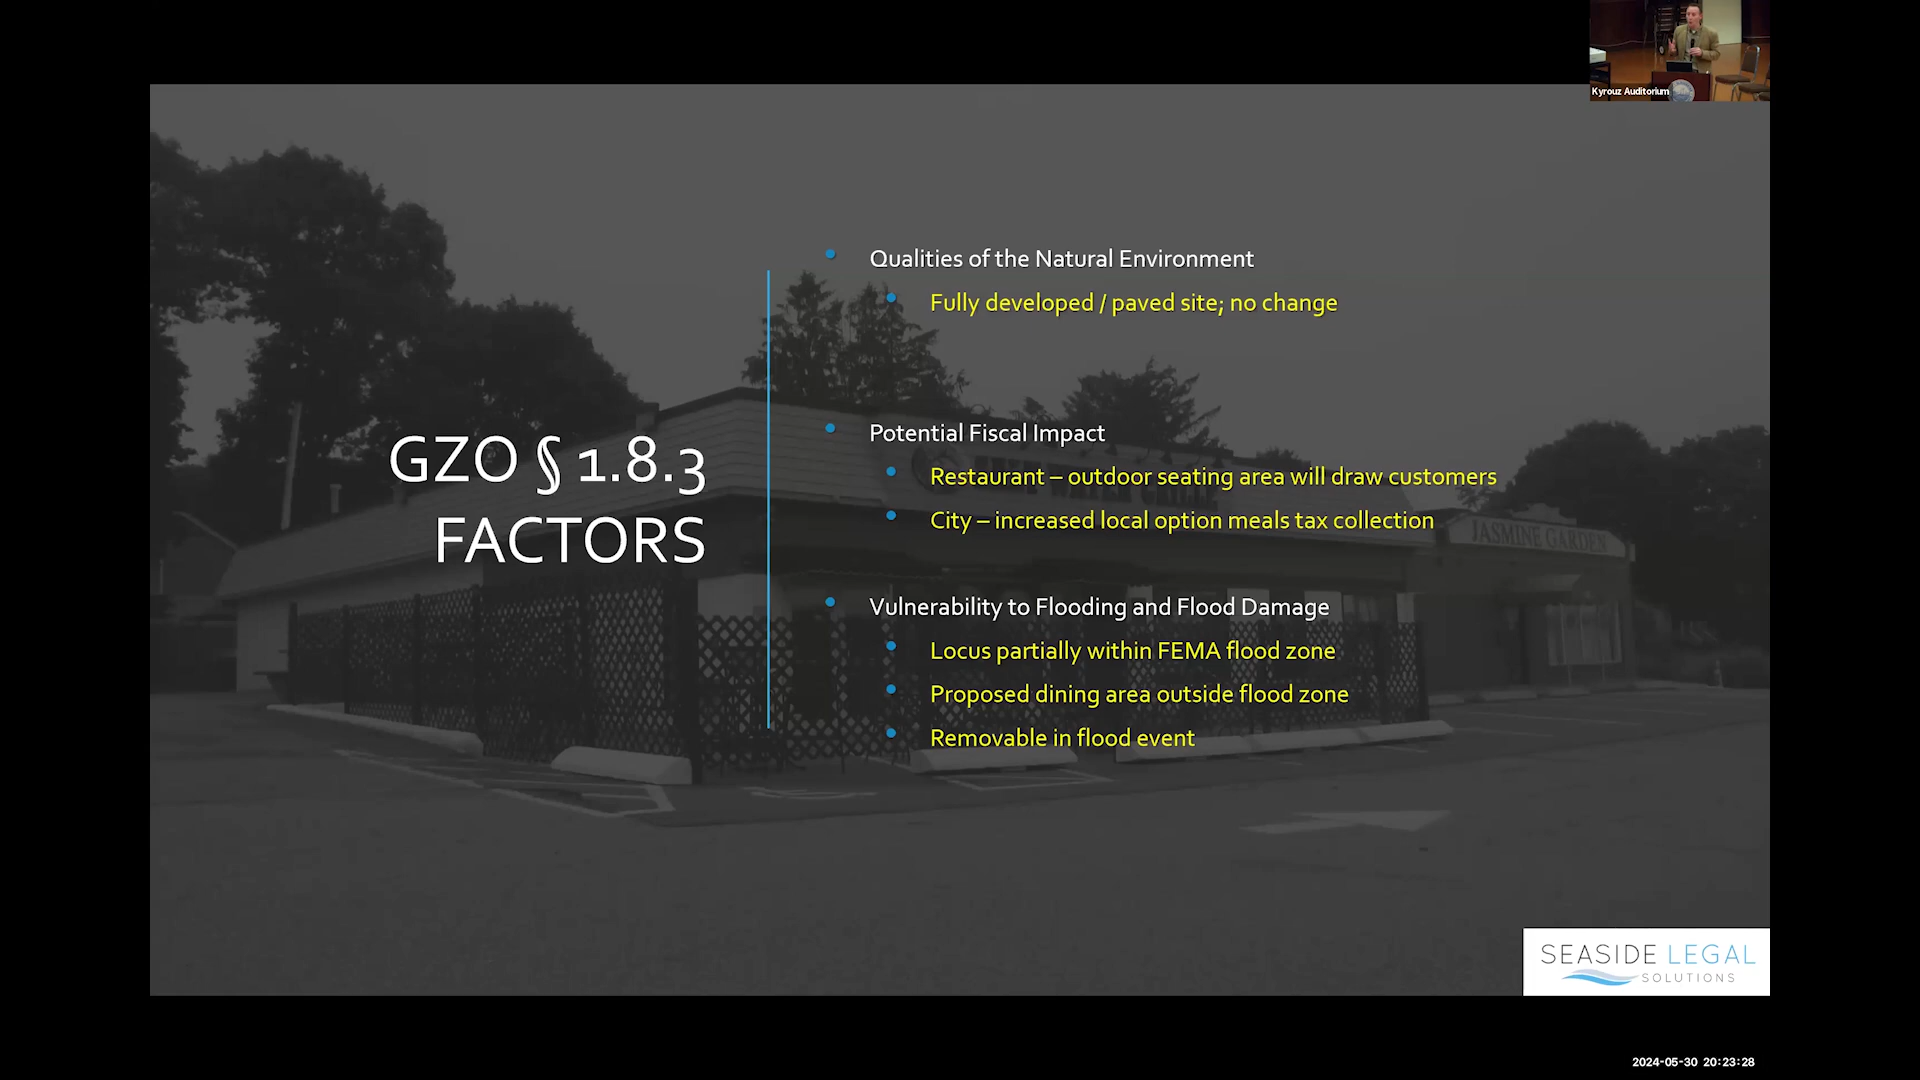 Kyrouz Auditorium
GZO § 1.8.3
FACTORS
Qualities of the Natural Environment
Fully developed / paved site; no change
Potential Fiscal Impact
Restaurant – outdoor seating area will draw customers
City – increased local option meals tax collection
Vulnerability to Flooding and Flood Damage
Locus partially within FEMA flood zone
Proposed dining area outside flood zone
Removable in flood event
JASMINE GARDEN
SEASIDE LEGAL
SOLUTIONS
2024-05-30 20:23:28